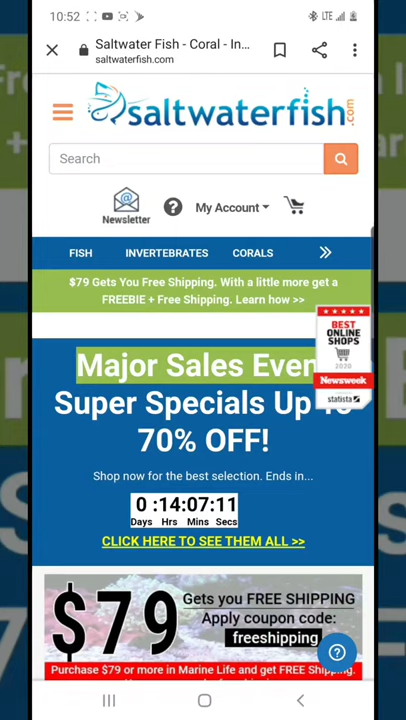 10:52
LTE
Saltwater Fish - Coral - In...
saltwaterfish.com
saltwaterfish.com
Search
Newsletter
My Account
FISH INVERTEBRATES CORALS
$79 Gets You Free Shipping. With a little more get a
FREEBIE + Free Shipping. Learn how >>
BEST
ONLINE
SHOPS
2020
Newsweek
statista
Major Sales Even
Super Specials Up To
70% OFF!
Shop now for the best selection. Ends in...
0 :14:07:11
Days Hrs Mins Secs
CLICK HERE TO SEE THEM ALL >>
$79
Gets you FREE SHIPPING
Apply coupon code:
freeshipping
Purchase $79 or more in Marine Life and get FREE Shipping.